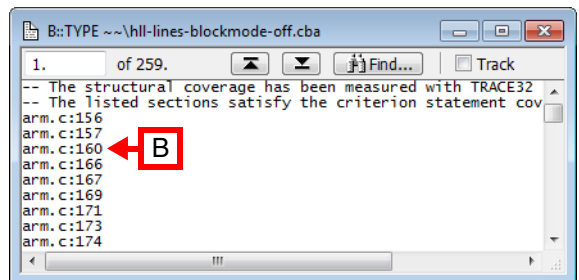 B::TYPE ~~\hll-lines-blockmode-off.cba
1. of 259. Find... Track
-- The structural coverage has been measured with TRACE32
-- The listed sections satisfy the criterion statement cov
arm.c:156
arm.c:157
arm.c:160 B
arm.c:166
arm.c:167
arm.c:169
arm.c:171
arm.c:173
arm.c:174